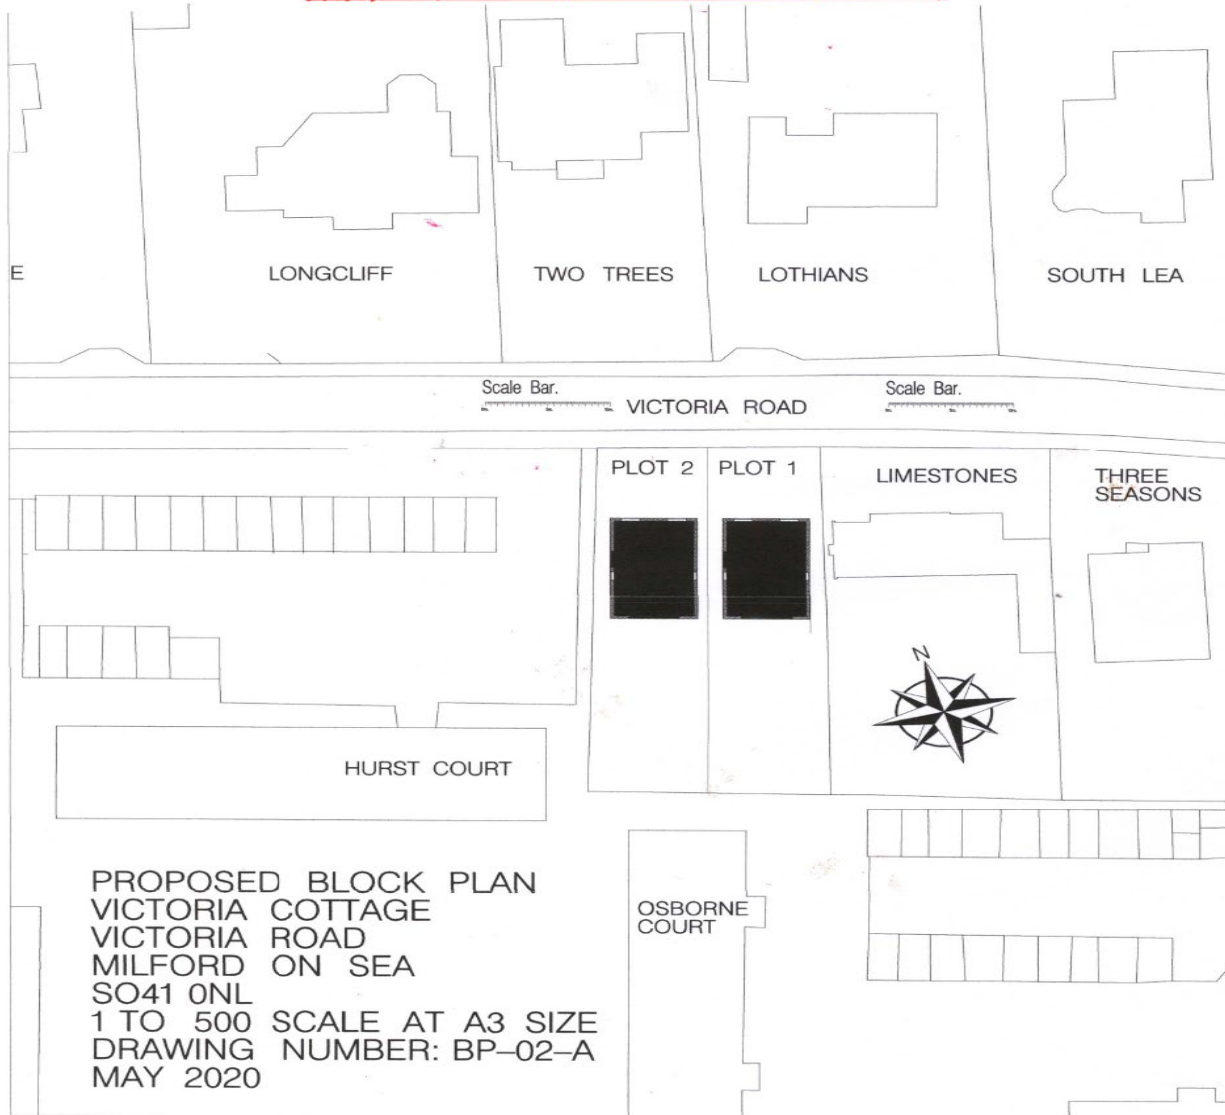 E
LONGCLIFF
TWO TREES
LOTHIANS
SOUTH LEA
Scale Bar.
Scale Bar.
VICTORIA ROAD
PLOT 2
PLOT 1
LIMESTONES
THREE
SEASONS
N
HURST COURT
OSBORNE
COURT
PROPOSED BLOCK PLAN
VICTORIA COTTAGE
VICTORIA ROAD
MILFORD ON SEA
SO41 0NL
1 TO 500 SCALE AT A3 SIZE
DRAWING NUMBER: BP-02-A
MAY 2020